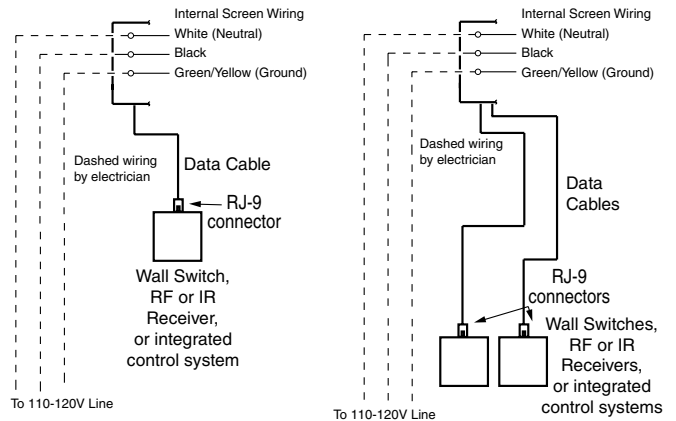 Internal Screen Wiring
White (Neutral)
Black
Green/Yellow (Ground)
Dashed wiring
by electrician
Data Cable
RJ-9
connector
Wall Switch,
RF or IR
Receiver,
or integrated
control system
To 110-120V Line
Internal Screen Wiring
White (Neutral)
Black
Green/Yellow (Ground)
Dashed wiring
by electrician
Data
Cables
RJ-9
connectors
Wall Switches,
RF or IR
Receivers,
or integrated
control systems
To 110-120V Line